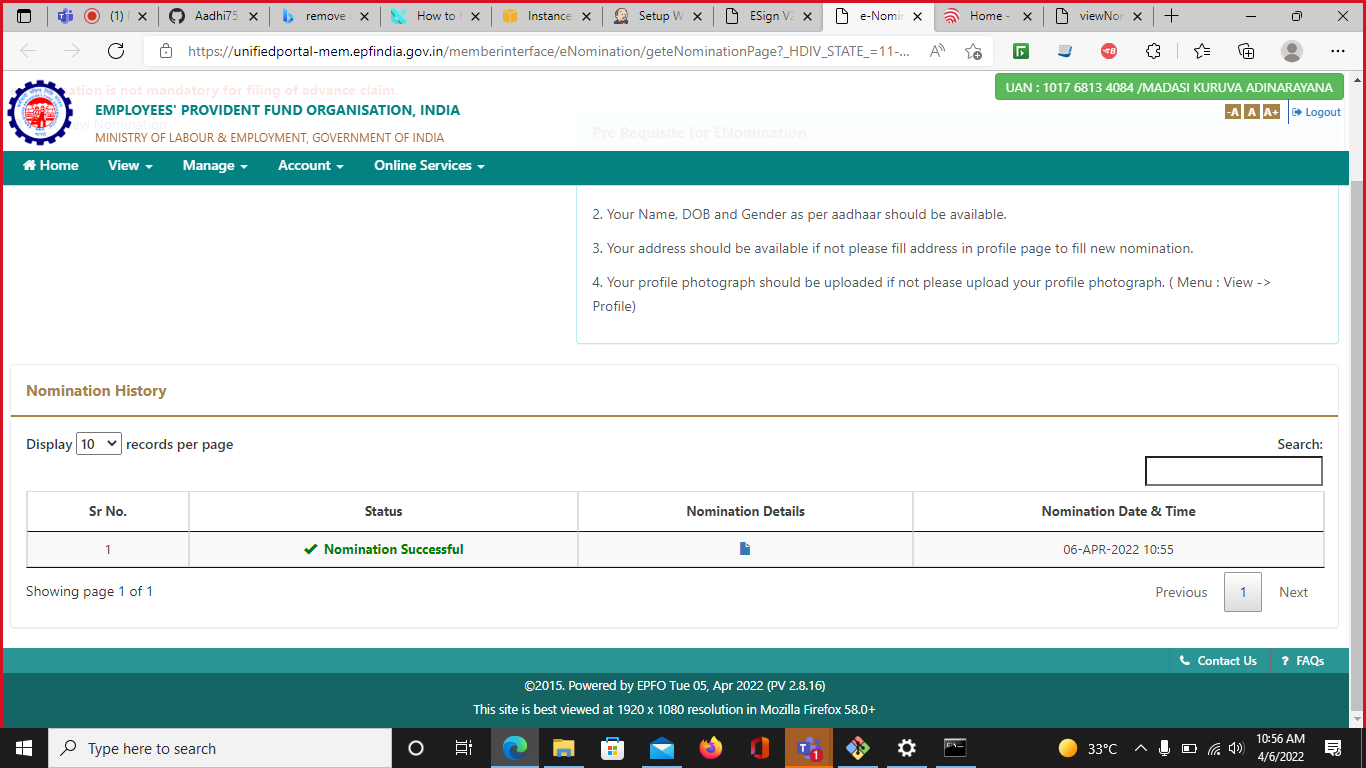 (1)
Aadhi75
remove
How to
Instance
Setup W
ESign V2
e-Nomin
Home -
viewNor
https://unifiedportal-mem.epfindia.gov.in/memberinterface/eNomination/geteNominationPage?_HDIV_STATE_=11-...
ation is not mandatory for filing of advance claim.
UAN : 1017 6813 4084 /MADASI KURUVA ADINARAYANA
EMPLOYEES' PROVIDENT FUND ORGANISATION, INDIA
-A A A+ Logout
MINISTRY OF LABOUR & EMPLOYMENT, GOVERNMENT OF INDIA
Pre Requisite for ENomination
Home View Manage Account Online Services
2. Your Name, DOB and Gender as per aadhaar should be available.
3. Your address should be available if not please fill address in profile page to fill new nomination.
4. Your profile photograph should be uploaded if not please upload your profile photograph. ( Menu : View ->
Profile)
Nomination History
Display 10 records per page
Search:
Sr No. Status Nomination Details Nomination Date & Time
1 Nomination Successful 06-APR-2022 10:55
Showing page 1 of 1
Previous 1 Next
Contact Us ? FAQs
©2015. Powered by EPFO Tue 05, Apr 2022 (PV 2.8.16)
This site is best viewed at 1920 x 1080 resolution in Mozilla Firefox 58.0+
Type here to search
1
33°C
10:56 AM
4/6/2022